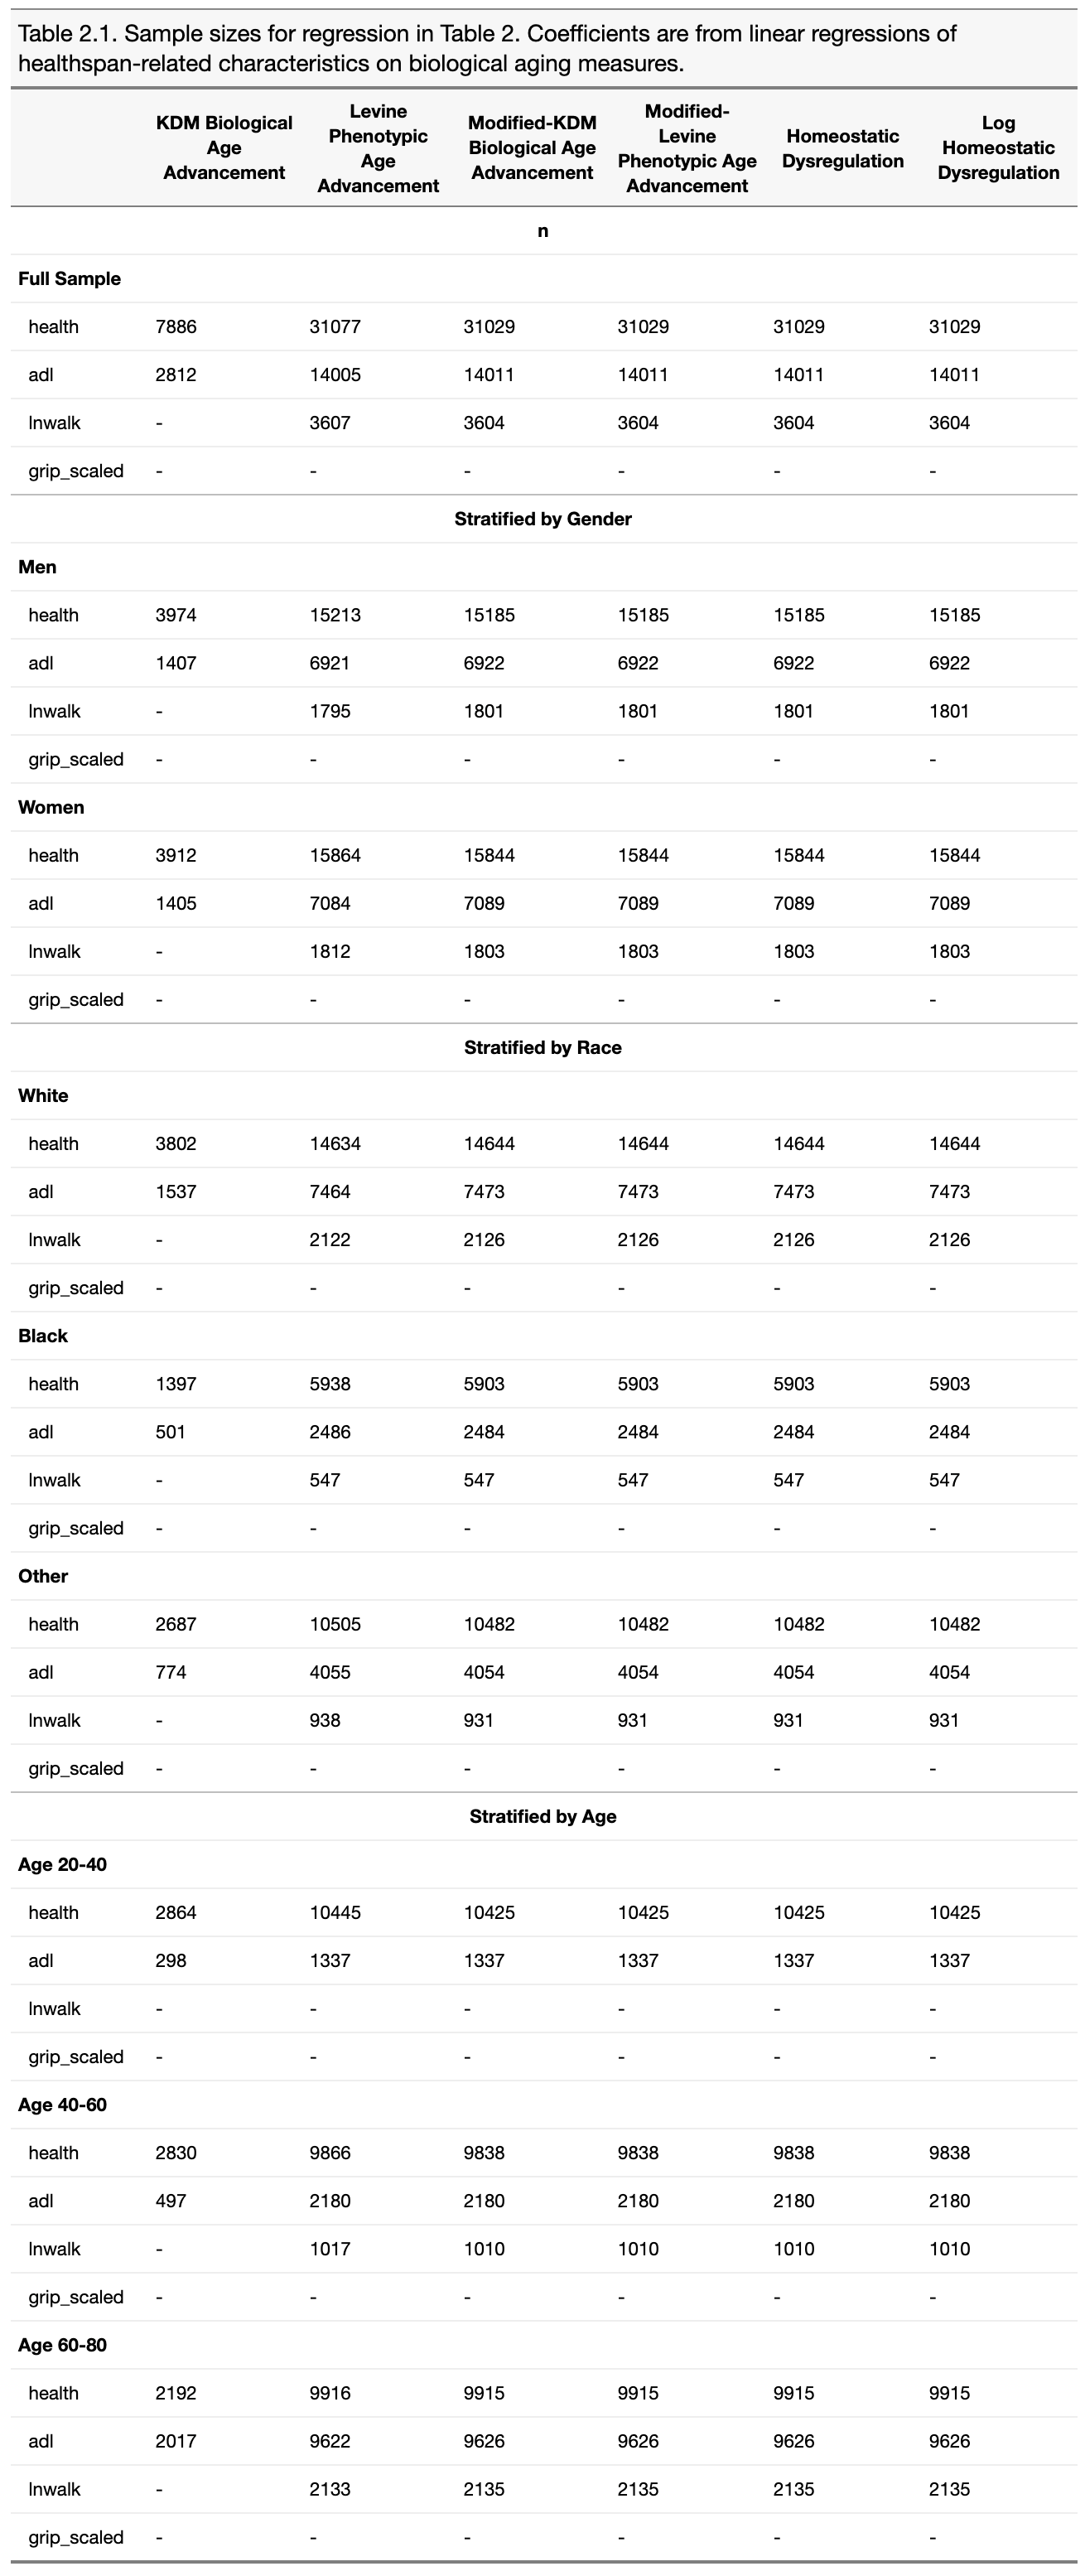 Table 2.1. Sample sizes for regression in Table 2. Coefficients are from linear regressions of
healthspan-related characteristics on biological aging measures.
KDM Biological Age Advancement Levine Phenotypic Age Advancement Modified-KDM Biological Age Advancement Modified-Levine Phenotypic Age Advancement Homeostatic Dysregulation Log Homeostatic Dysregulation
n
Full Sample
health 7886 31077 31029 31029 31029 31029
adl 2812 14005 14011 14011 14011 14011
lnwalk - 3607 3604 3604 3604 3604
grip_scaled - - - - - -
Stratified by Gender
Men
health 3974 15213 15185 15185 15185 15185
adl 1407 6921 6922 6922 6922 6922
lnwalk - 1795 1801 1801 1801 1801
grip_scaled - - - - - -
Women
health 3912 15864 15844 15844 15844 15844
adl 1405 7084 7089 7089 7089 7089
lnwalk - 1812 1803 1803 1803 1803
grip_scaled - - - - - -
Stratified by Race
White
health 3802 14634 14644 14644 14644 14644
adl 1537 7464 7473 7473 7473 7473
lnwalk - 2122 2126 2126 2126 2126
grip_scaled - - - - - -
Black
health 1397 5938 5903 5903 5903 5903
adl 501 2486 2484 2484 2484 2484
lnwalk - 547 547 547 547 547
grip_scaled - - - - - -
Other
health 2687 10505 10482 10482 10482 10482
adl 774 4055 4054 4054 4054 4054
lnwalk - 938 931 931 931 931
grip_scaled - - - - - -
Stratified by Age
Age 20-40
health 2864 10445 10425 10425 10425 10425
adl 298 1337 1337 1337 1337 1337
lnwalk - - - - - -
grip_scaled - - - - - -
Age 40-60
health 2830 9866 9838 9838 9838 9838
adl 497 2180 2180 2180 2180 2180
lnwalk - 1017 1010 1010 1010 1010
grip_scaled - - - - - -
Age 60-80
health 2192 9916 9915 9915 9915 9915
adl 2017 9622 9626 9626 9626 9626
lnwalk - 2133 2135 2135 2135 2135
grip_scaled - - - - - -